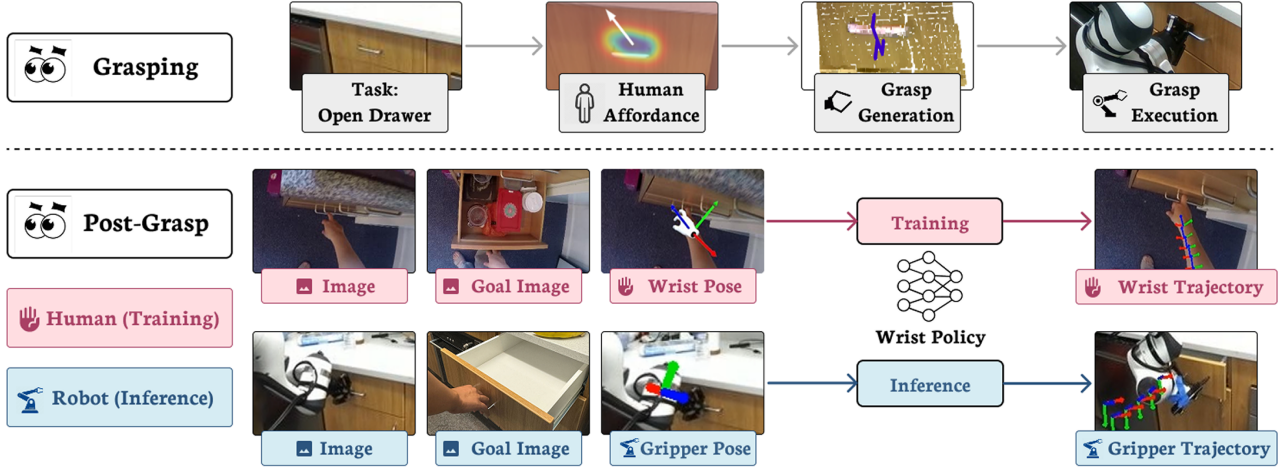 Grasping
Task:
Open Drawer
Human
Affordance
Grasp
Generation
Grasp
Execution
Post-Grasp
Image
Goal Image
Wrist Pose
Training
Wrist Trajectory
Human (Training)
Wrist Policy
Robot (Inference)
Inference
Image
Goal Image
Gripper Pose
Gripper Trajectory